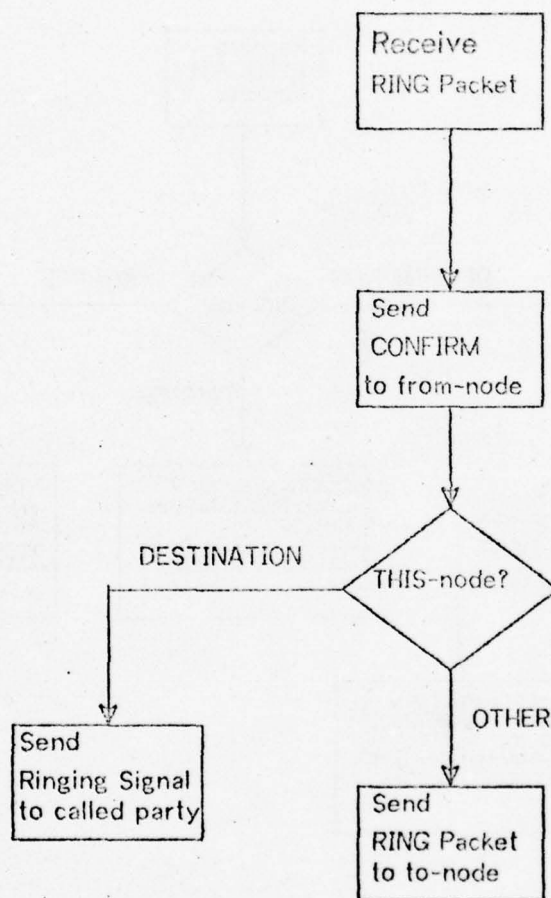 Receive
RING Packet
Send
CONFIRM
to from-node
THIS-node?
DESTINATION
OTHER
Send
Ringing Signal
to called party
Send
RING Packet
to to-node